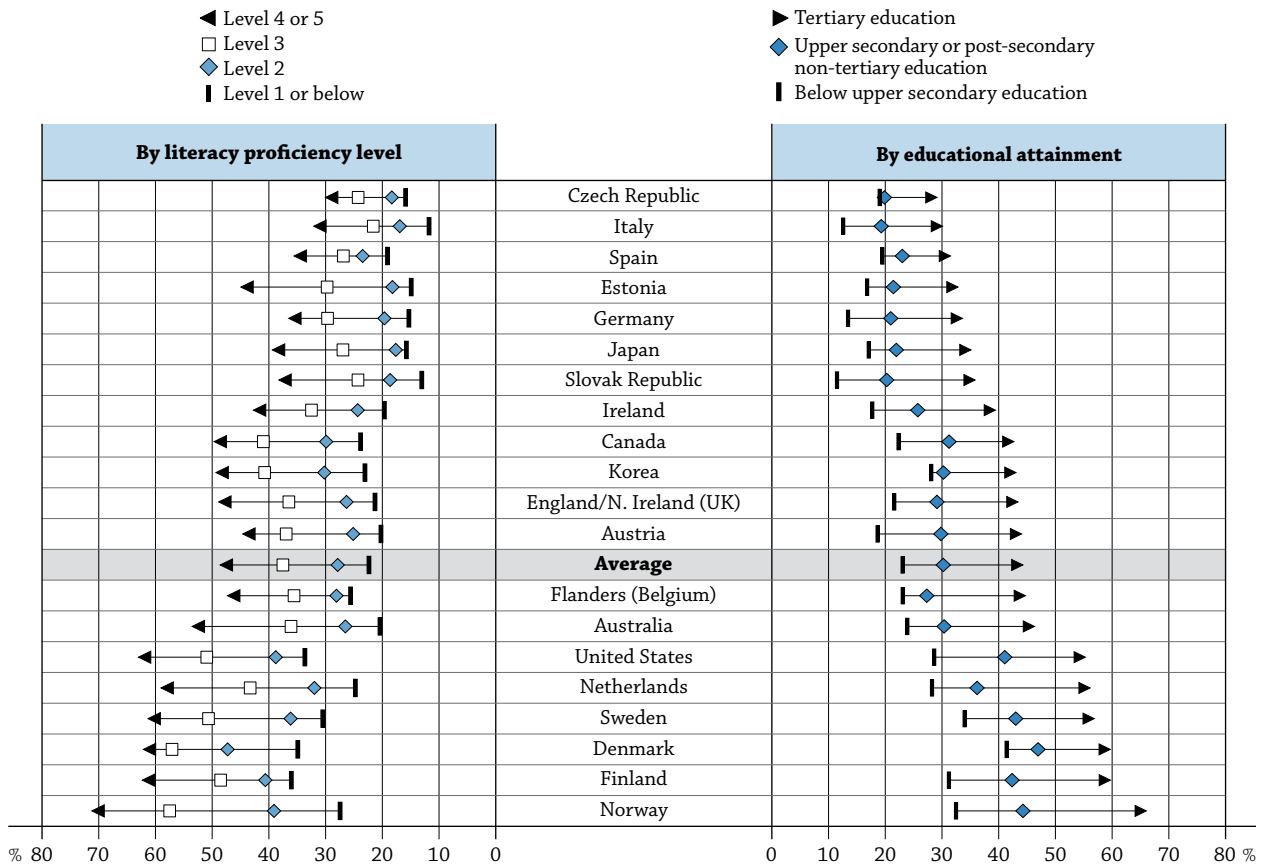 Level 4 or 5
Level 3
Level 2
Level 1 or below
Tertiary education
Upper secondary or post-secondary
non-tertiary education
Below upper secondary education
By literacy proficiency level
By educational attainment
Czech Republic
Italy
Spain
Estonia
Germany
Japan
Slovak Republic
Ireland
Canada
Korea
England/N. Ireland (UK)
Austria
Average
Flanders (Belgium)
Australia
United States
Netherlands
Sweden
Denmark
Finland
Norway
% 80 70 60 50 40 30 20 10 0
0 10 20 30 40 50 60 70 80 %